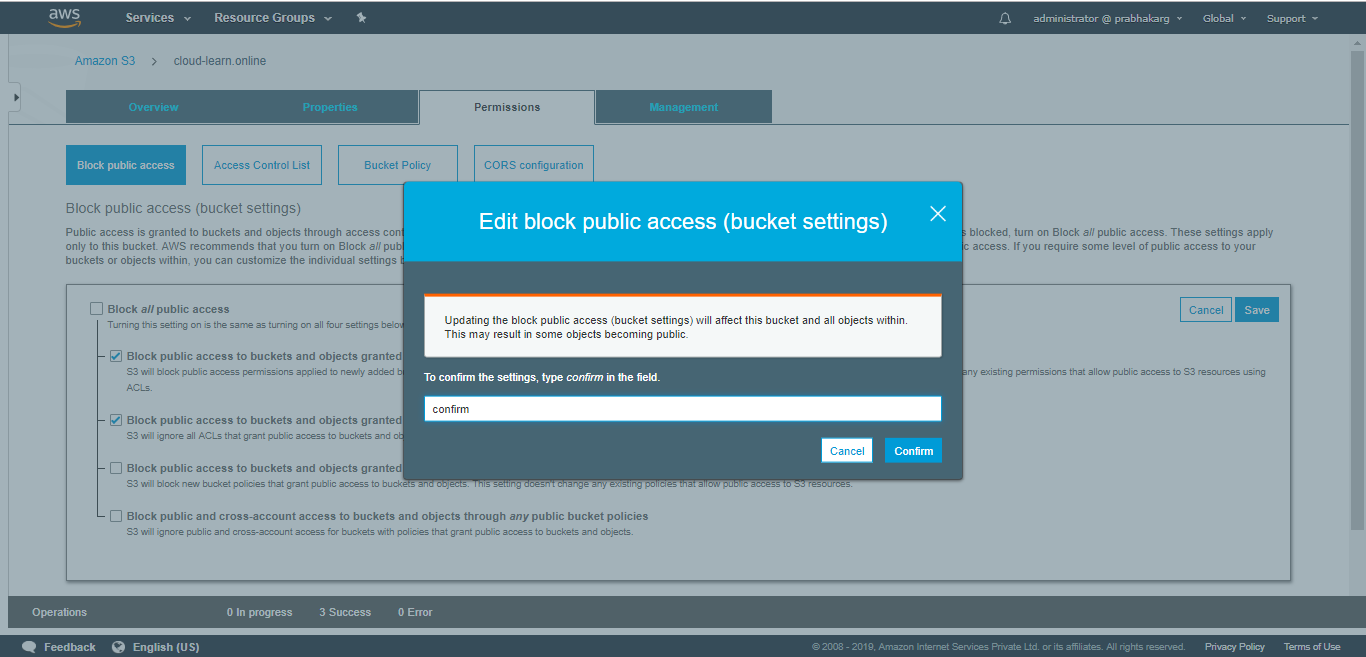 aws Services Resource Groups administrator @ prabhakarg Global Support
Amazon S3 > cloud-learn.online
Overview Properties Permissions Management
Block public access Access Control List Bucket Policy CORS configuration
Block public access (bucket settings)
Public is granted to buckets and objects through access cont
s blocked, turn on Block all public access. These settings apply
only to this bucket. AWS recommends that you turn on Block all publ
ic access. If you require some level of public access to your
buckets or objects within, you can customize the individual settings b
Edit block public access (bucket settings)
Updating the block public access (bucket settings) will affect this bucket and all objects within.
This may result in some objects becoming public.
To confirm the settings, type confirm in the field.
confirm
Cancel Confirm
Block all public access
Cancel Save
Turning this setting on is the same as turning on all four settings below
Block public access to buckets and objects granted
S3 will block public access permissions applied to newly added b
any existing permissions that allow public access to S3 resources using
ACLs.
Block public access to buckets and objects granted
S3 will ignore all ACLs that grant public access to buckets and ob
Block public access to buckets and objects granted
S3 will block new bucket policies that grant public access to buckets and objects. This setting doesn't change any existing policies that allow public access to S3 resources.
Block public and cross-account access to buckets and objects through any public bucket policies
S3 will ignore public and cross-account access for buckets with policies that grant public access to buckets and objects.
Operations 0 In progress 3 Success 0 Error
Feedback English (US) © 2008 - 2019, Amazon Internet Services Private Ltd. or its affiliates. All rights reserved. Privacy Policy Terms of Use